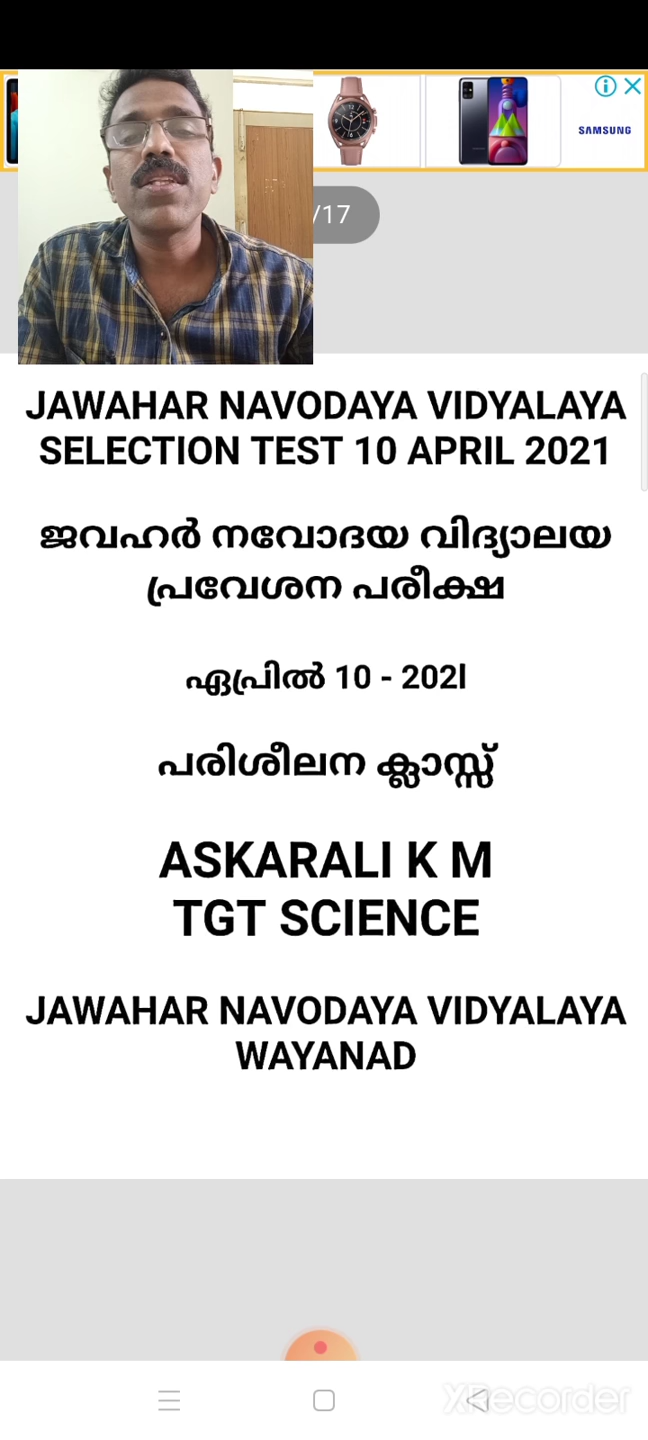 SAMSUNG
/17
JAWAHAR NAVODAYA VIDYALAYA
SELECTION TEST 10 APRIL 2021
ജവഹർ നവോദയ വിദ്യാലയ
പ്രവേശന പരീക്ഷ
ഏപ്രിൽ 10 - 202l
പരിശീലന ക്ലാസ്സ്
ASKARALI K M
TGT SCIENCE
JAWAHAR NAVODAYA VIDYALAYA
WAYANAD
XRecorder